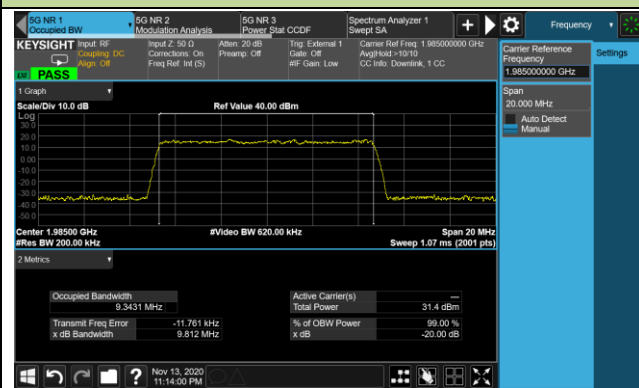 5G NR 1
Occupied BW
5G NR 2
Modulation Analysis
5G NR 3
Power Stat CCDF
Spectrum Analyzer 1
Swept SA
Frequency
KEYSIGHT
Input: RF
Coupling: DC
Align: Off
Input Z: 50 Ω
Corrections: On
Freq Ref: Int (S)
Atten: 20 dB
Preamp: Off
Trig: External 1
Gate: Off
#IF Gain: Low
Carrier Ref Freq: 1.985000000 GHz
Avg|Hold:>10/10
CC Info: Downlink, 1 CC
PASS
Carrier Reference
Frequency
1.985000000 GHz
Settings
Span
20.000 MHz
Auto Detect
Manual
1 Graph
Scale/Div 10.0 dB
Ref Value 40.00 dBm
Log
30.0
20.0
10.0
0.00
-10.0
-20.0
-30.0
-40.0
-50.0
Center 1.98500 GHz
#Video BW 620.00 kHz
Span 20 MHz
#Res BW 200.00 kHz
Sweep 1.07 ms (2001 pts)
2 Metrics
Occupied Bandwidth
9.3431 MHz
Active Carrier(s)
—
Total Power
31.4 dBm
Transmit Freq Error
-11.761 kHz
% of OBW Power
99.00 %
x dB Bandwidth
9.812 MHz
x dB
-20.00 dB
Nov 13, 2020
11:14:00 PM